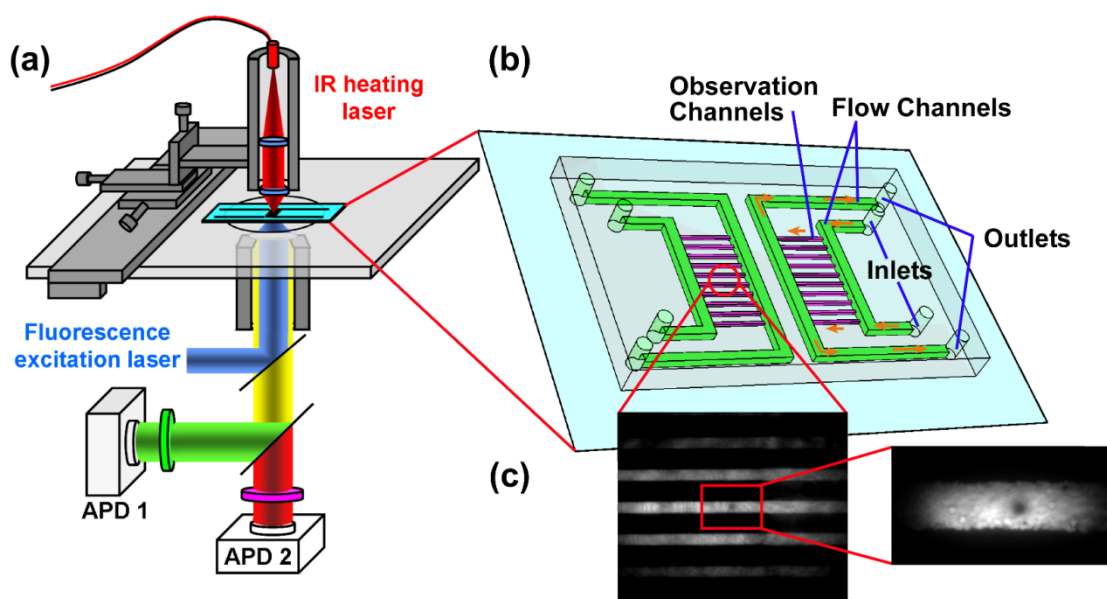 (a)
IR heating
laser
Fluorescence
excitation laser
APD 1
APD 2
(b)
Observation
Channels
Flow Channels
Outlets
Inlets
(c)